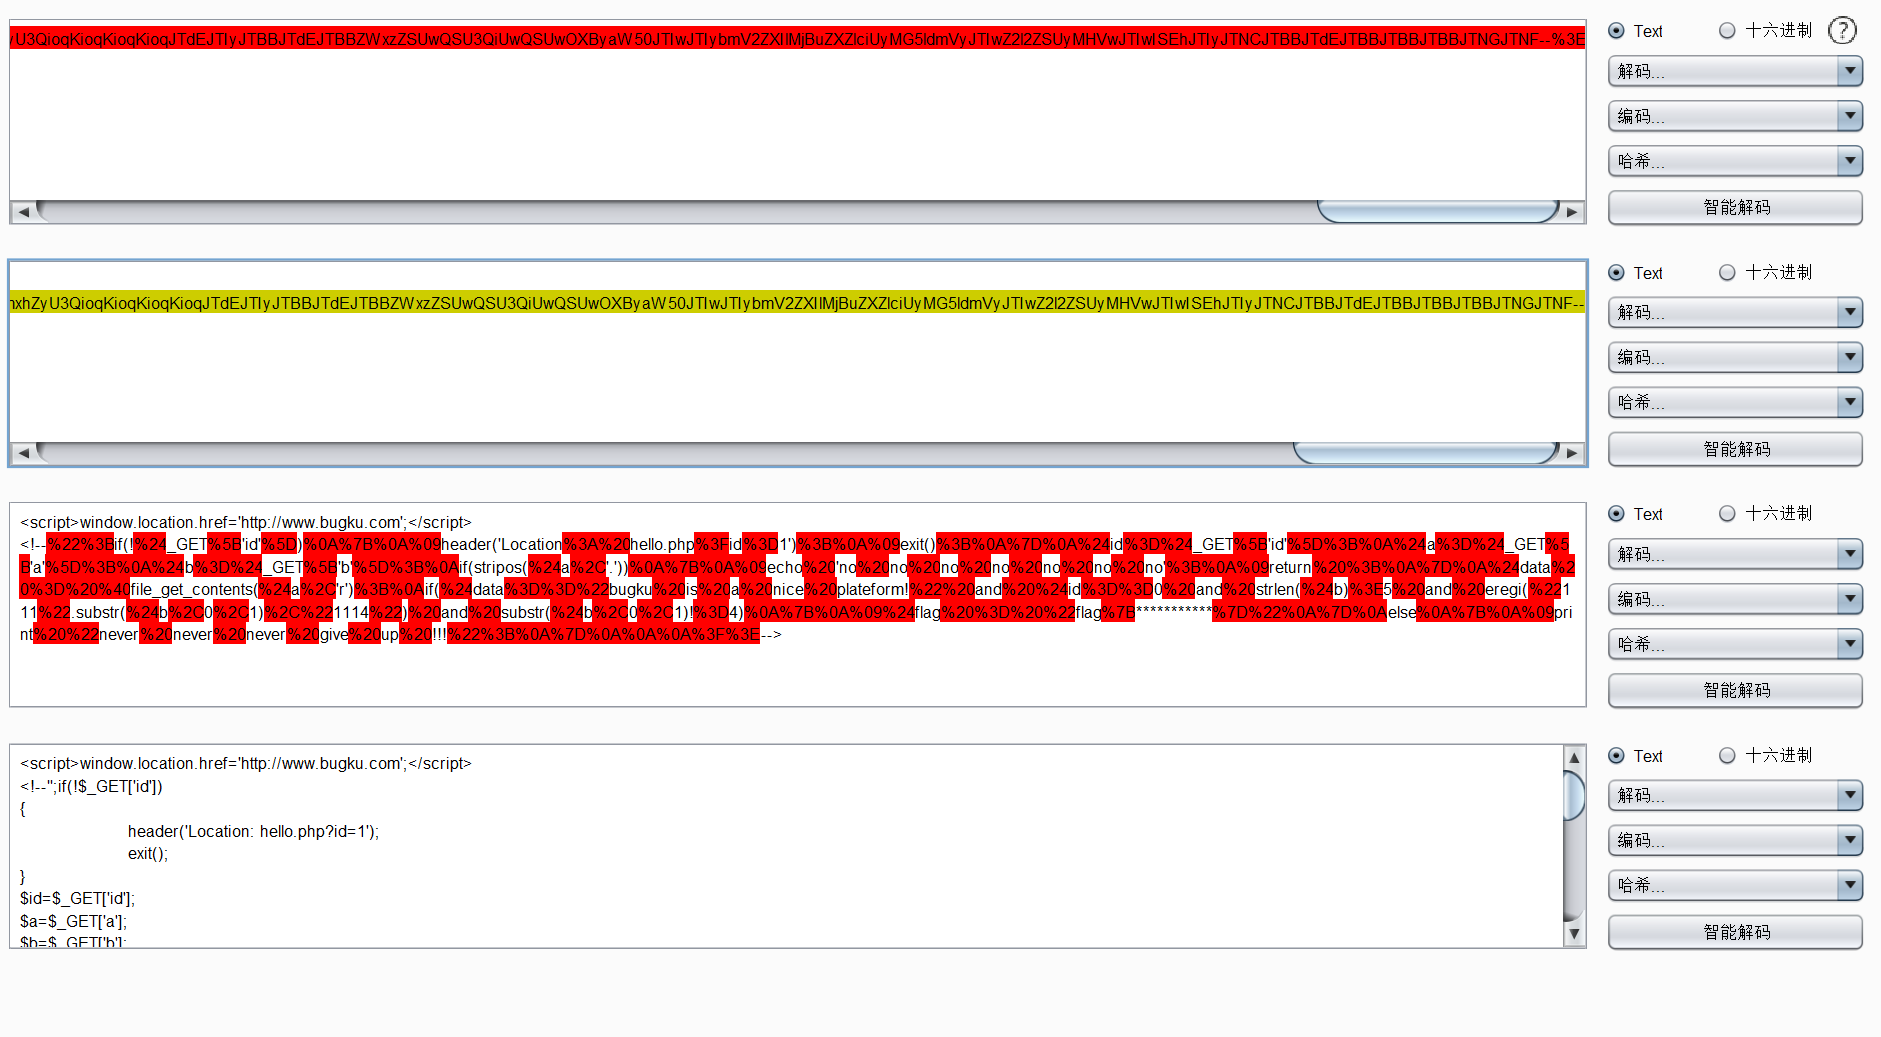 /U3QioqKioqKioqKioqJTdEJTIyJTBBJTdEJTBBZWxzZSUwQSU3QiUwQSUwOXByaW50JTIwJTIybmV2ZXIlMjBuZXZlciUyMG5ldmVyJTIwZ2l2ZSUyMHVwJTIwISEhJTIyJTNCJTBBJTdEJTBBJTBBJTBBJTNGJTNF--%3E
Text 十六进制 ?
解码...
编码...
哈希...
智能解码
xhZyU3QioqKioqKioqKioqJTdEJTIyJTBBJTdEJTBBZWxzZSUwQSU3QiUwQSUwOXByaW50JTIwJTIybmV2ZXIlMjBuZXZlciUyMG5ldmVyJTIwZ2l2ZSUyMHVwJTIwISEhJTIyJTNCJTBBJTdEJTBBJTBBJTBBJTNGJTNF--
Text 十六进制
解码...
编码...
哈希...
智能解码
<script>window.location.href='http://www.bugku.com';</script>
<!--%22%3Bif(!%24_GET%5B'id'%5D)%0A%7B%0A%09header('Location%3A%20hello.php%3Fid%3D1')%3B%0A%09exit()%3B%0A%7D%0A%24id%3D%24_GET%5B'id'%5D%3B%0A%24a%3D%24_GET%5
B'a'%5D%3B%0A%24b%3D%24_GET%5B'b'%5D%3B%0Aif(stripos(%24a%2C'.'))%0A%7B%0A%09echo%20'no%20no%20no%20no%20no%20no%20no'%3B%0A%09return%20%3B%0A%7D%0A%24data%2
0%3D%20%40file_get_contents(%24a%2C'r')%3B%0Aif(%24data%3D%3D%22bugku%20is%20a%20nice%20plateform!%22%20and%20%24id%3D%3D0%20and%20strlen(%24b)%3E5%20and%20eregi(%221
11%22.substr(%24b%2C0%2C1)%2C%221114%22)%20and%20substr(%24b%2C0%2C1)!%3D4)%0A%7B%0A%09%24flag%20%3D%20%22flag%7B***********%7D%22%0A%7D%0Aelse%0A%7B%0A%09pri
nt%20%22never%20never%20never%20give%20up%20!!!%22%3B%0A%7D%0A%0A%0A%3F%3E-->
Text 十六进制
解码...
编码...
哈希...
智能解码
<script>window.location.href='http://www.bugku.com';</script>
<!--";if(!$_GET['id'])
{
header('Location: hello.php?id=1');
exit();
}
$id=$_GET['id'];
$a=$_GET['a'];
$b=$_GET['b'];
Text 十六进制
解码...
编码...
哈希...
智能解码